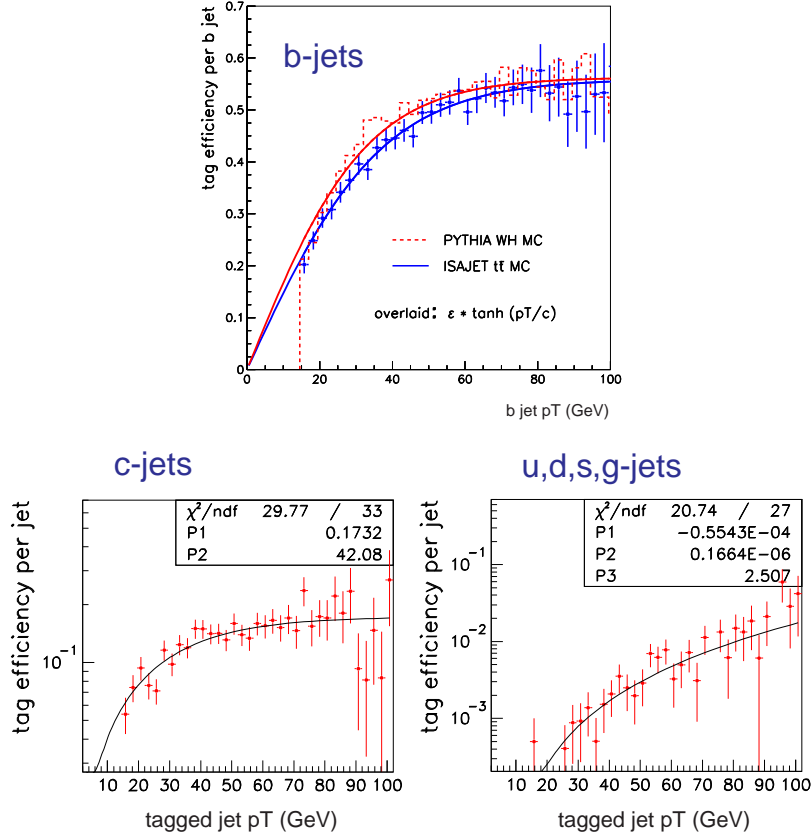 b-jets
tag efficiency per b jet
0.7
0.6
0.5
0.4
0.3
0.2
0.1
0
PYTHIA WH MC
ISAJET tt̄ MC
overlaid: ε * tanh (pT/c)
0 20 40 60 80 100
b jet pT (GeV)
c-jets
tag efficiency per jet
χ²/ndf 29.77 / 33
P1 0.1732
P2 42.08
10⁻¹
10 20 30 40 50 60 70 80 90 100
tagged jet pT (GeV)
u,d,s,g-jets
tag efficiency per jet
χ²/ndf 20.74 / 27
P1 -0.5543E-04
P2 0.1664E-06
P3 2.507
10⁻¹
10⁻²
10⁻³
10 20 30 40 50 60 70 80 90 100
tagged jet pT (GeV)